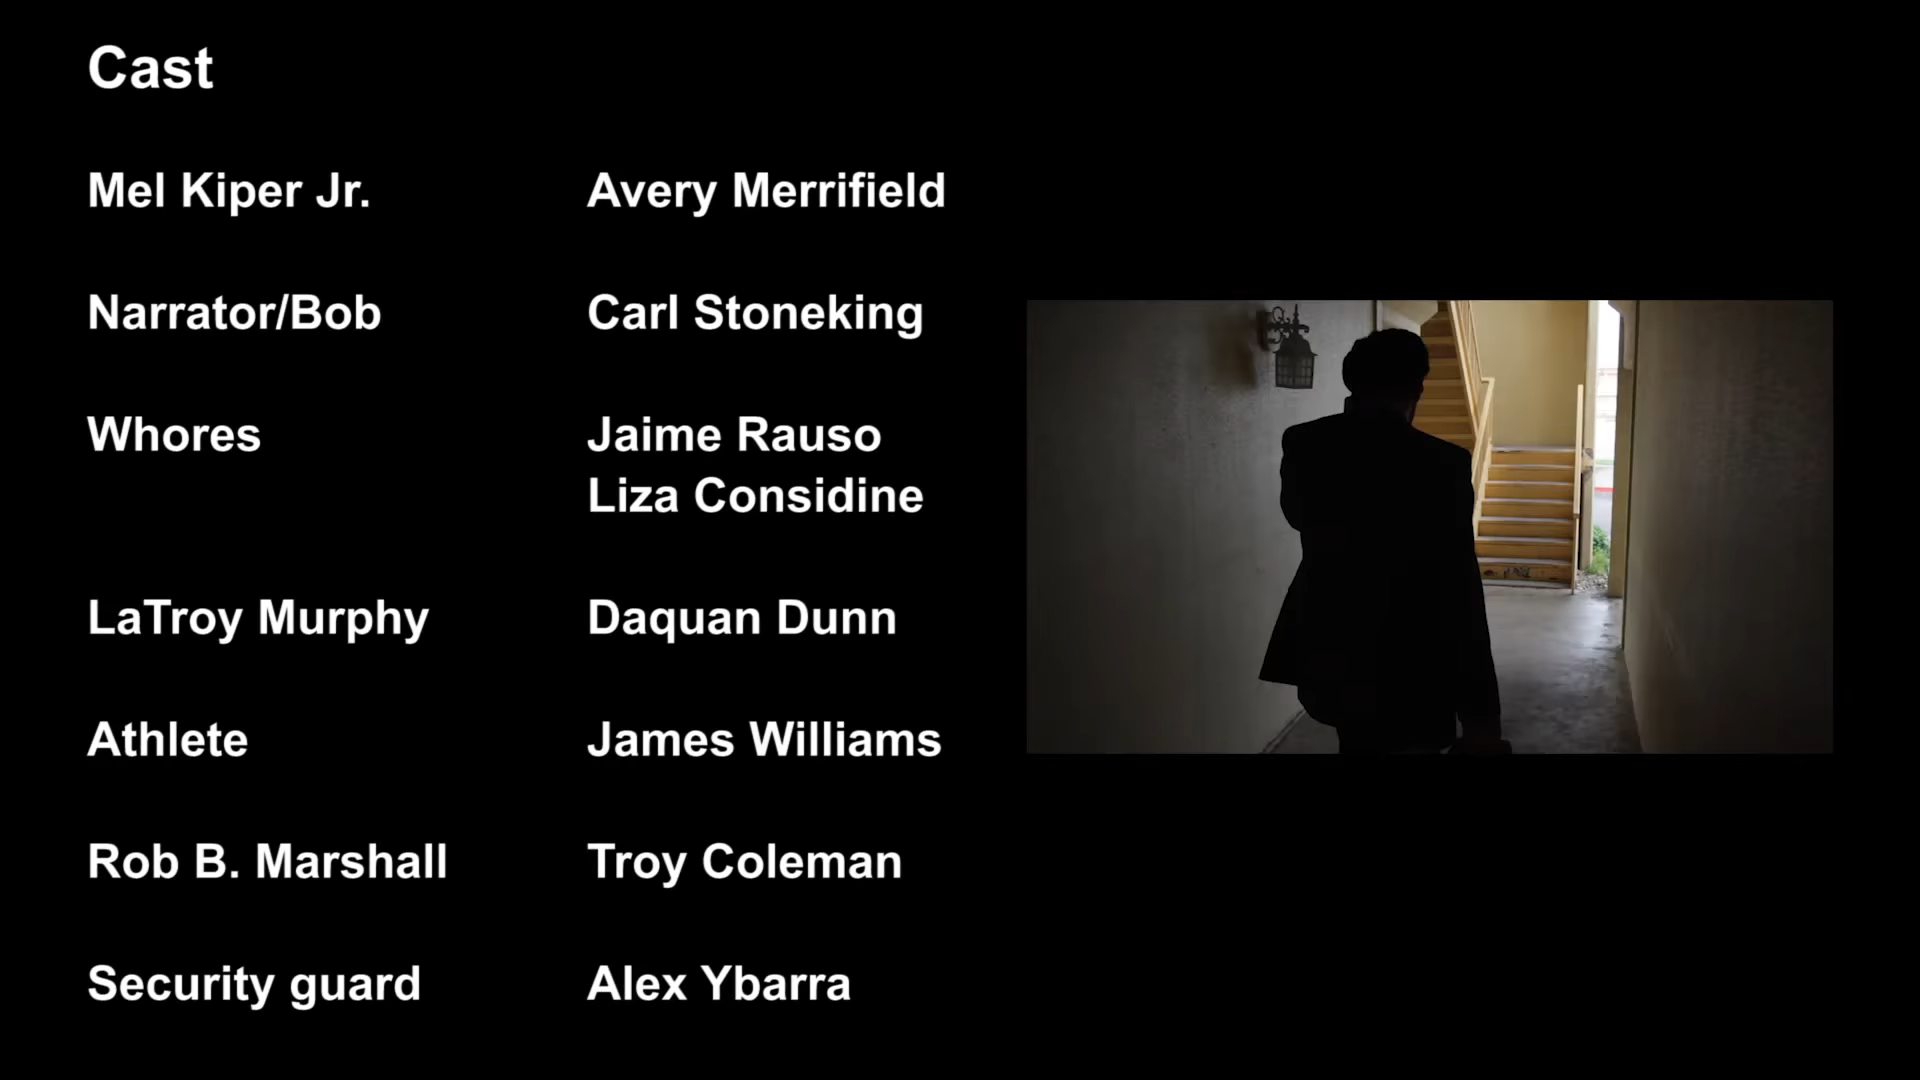 Cast
Mel Kiper Jr. Avery Merrifield
Narrator/Bob Carl Stoneking
Whores Jaime Rauso
Liza Considine
LaTroy Murphy Daquan Dunn
Athlete James Williams
Rob B. Marshall Troy Coleman
Security guard Alex Ybarra